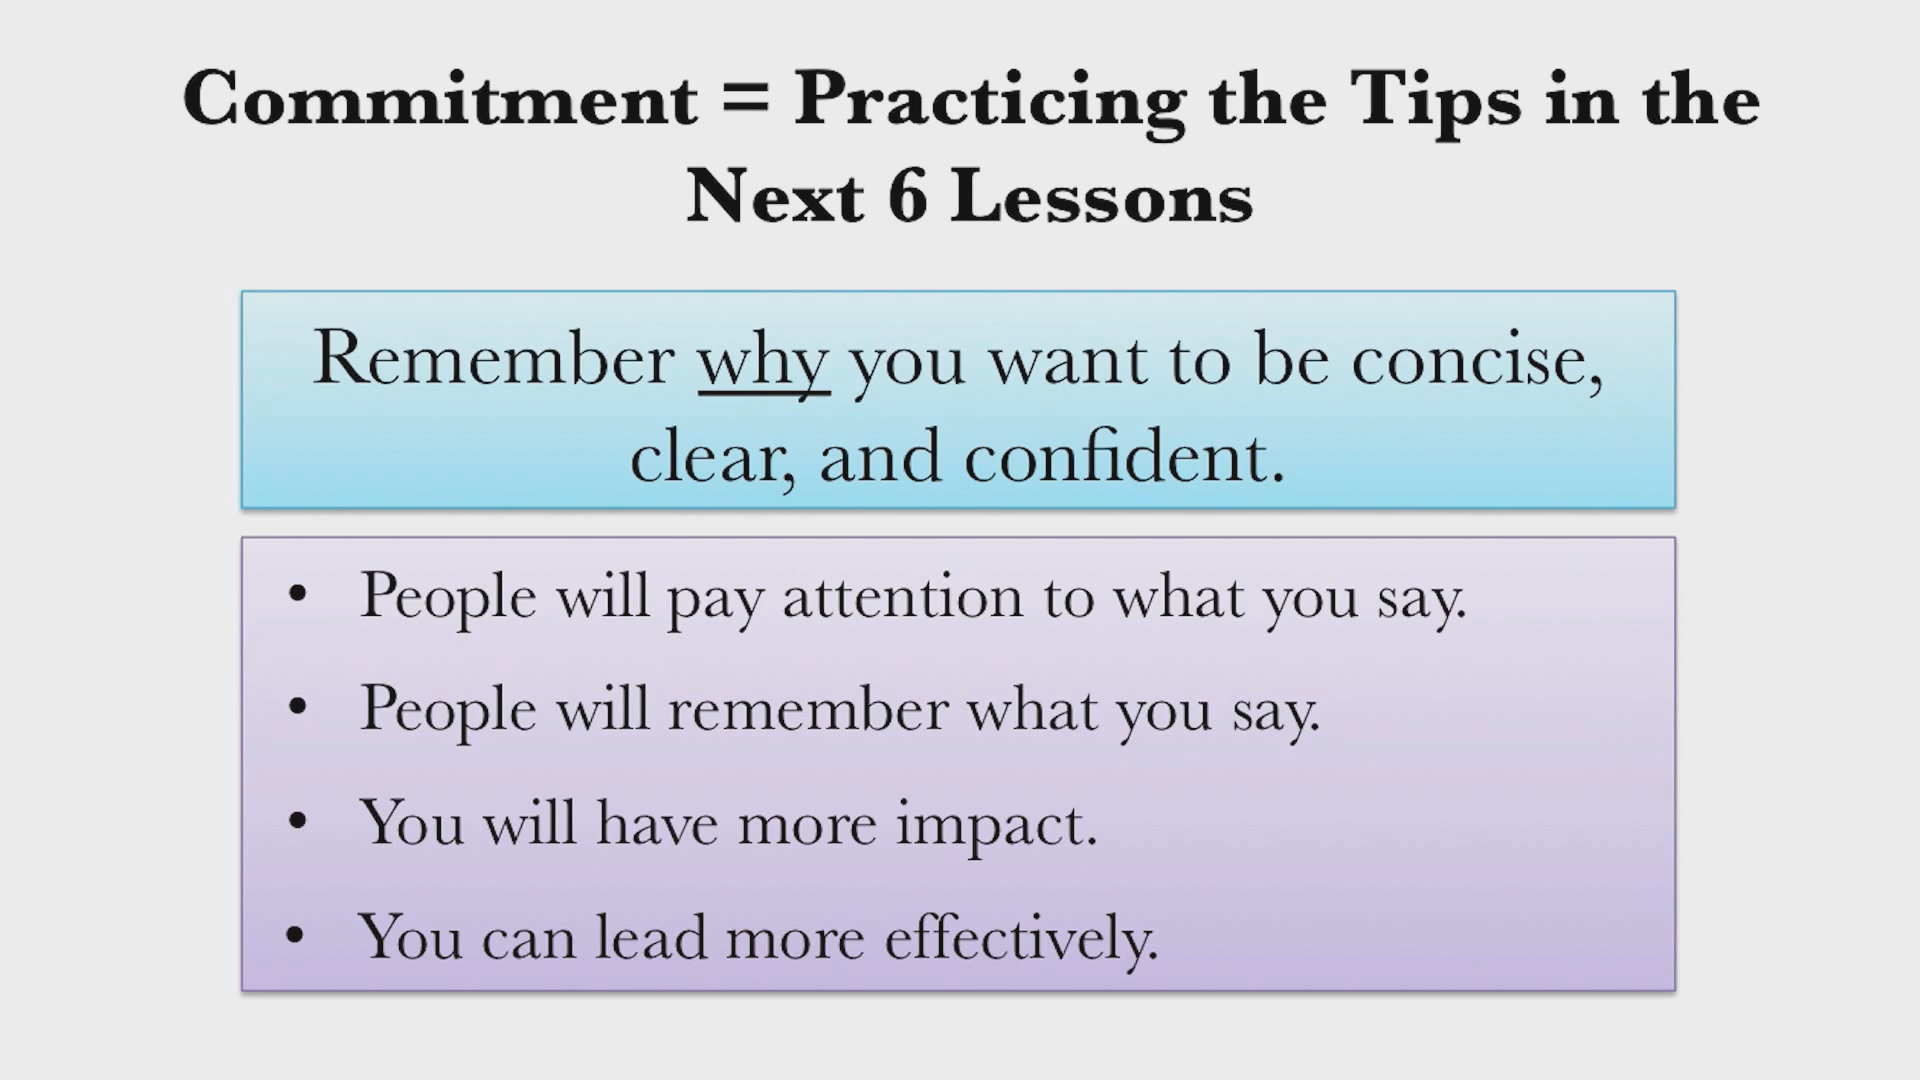 Commitment = Practicing the Tips in the
Next 6 Lessons
Remember why you want to be concise,
clear, and confident.
• People will pay attention to what you say.
• People will remember what you say.
• You will have more impact.
• You can lead more effectively.